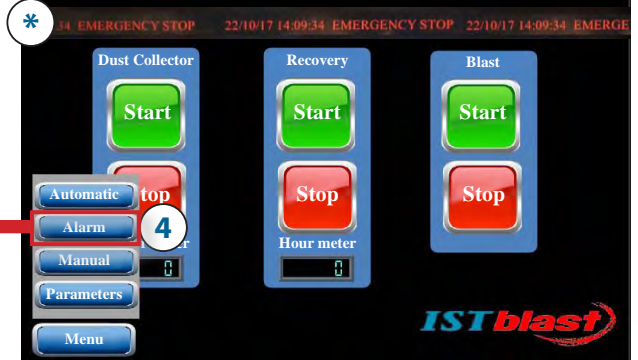 *
34 EMERGENCY STOP 22/10/17 14:09:34 EMERGENCY STOP 22/10/17 14:09:34 EMERGE
Dust Collector
Start
top
0
Recovery
Start
Stop
Hour meter
0
Blast
Start
Stop
Automatic
Alarm
4
Manual
Parameters
Menu
ISTblast